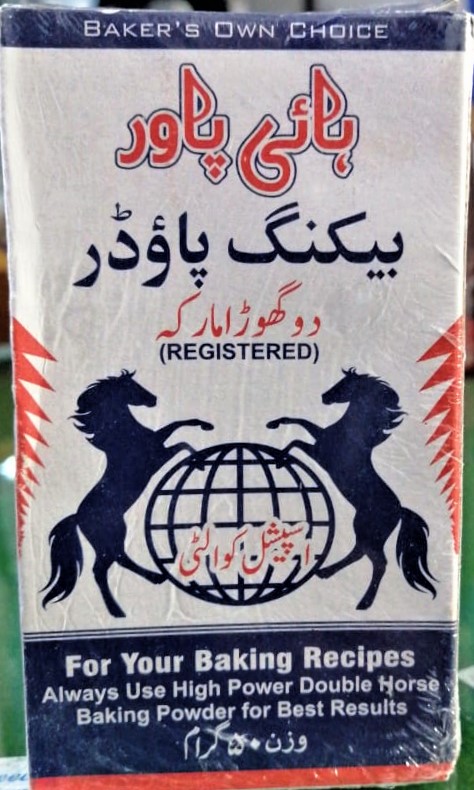 BAKER'S OWN CHOICE
ہائی پاور
بیکنگ پاؤڈر
دو گھوڑا مارکہ
(REGISTERED)
اسپیشل کوالٹی
For Your Baking Recipes
Always Use High Power Double Horse
Baking Powder for Best Results
وزن ۵۰ گرام